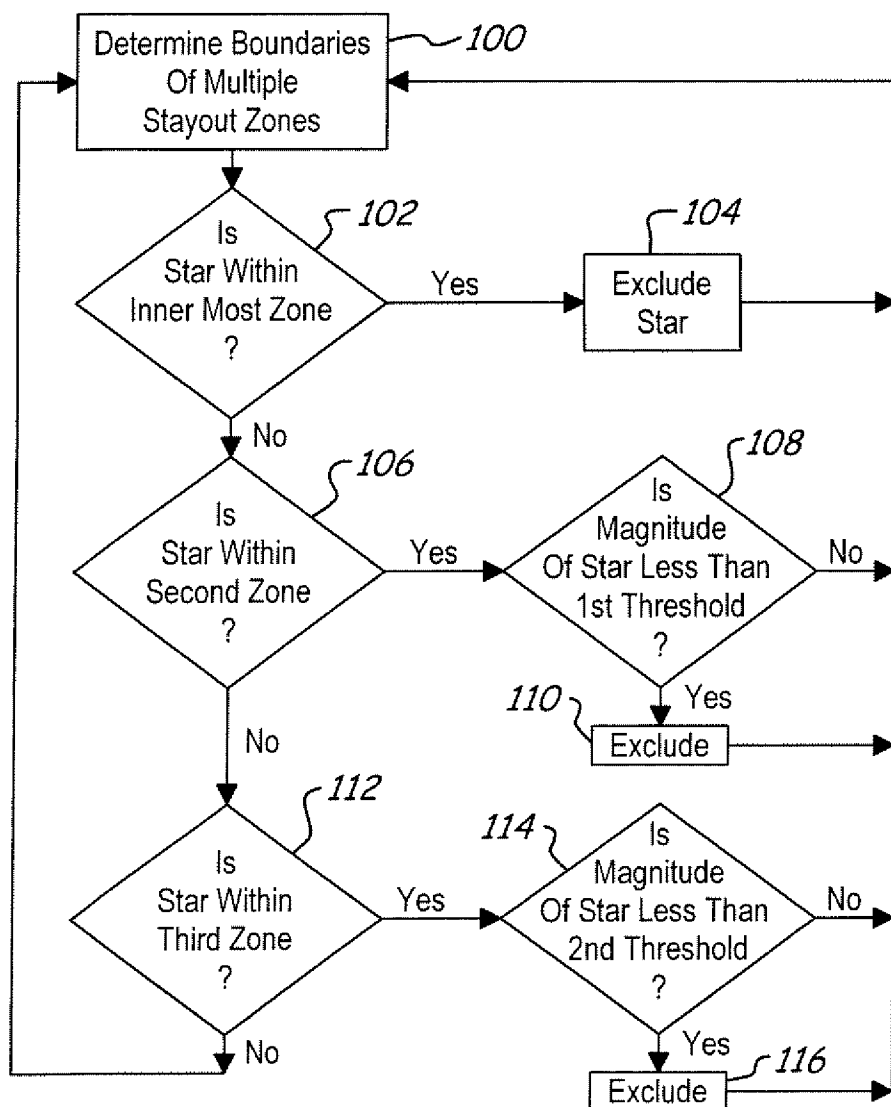 Determine Boundaries
Of Multiple
Stayout Zones
100
Is
Star Within
Inner Most Zone
?
102
Yes
Exclude
Star
104
No
Is
Star Within
Second Zone
?
106
Yes
Is
Magnitude
Of Star Less Than
1st Threshold
?
108
No
Yes
110
Exclude
No
Is
Star Within
Third Zone
?
112
Yes
114
Is
Magnitude
Of Star Less Than
2nd Threshold
?
No
No
Yes
Exclude
116